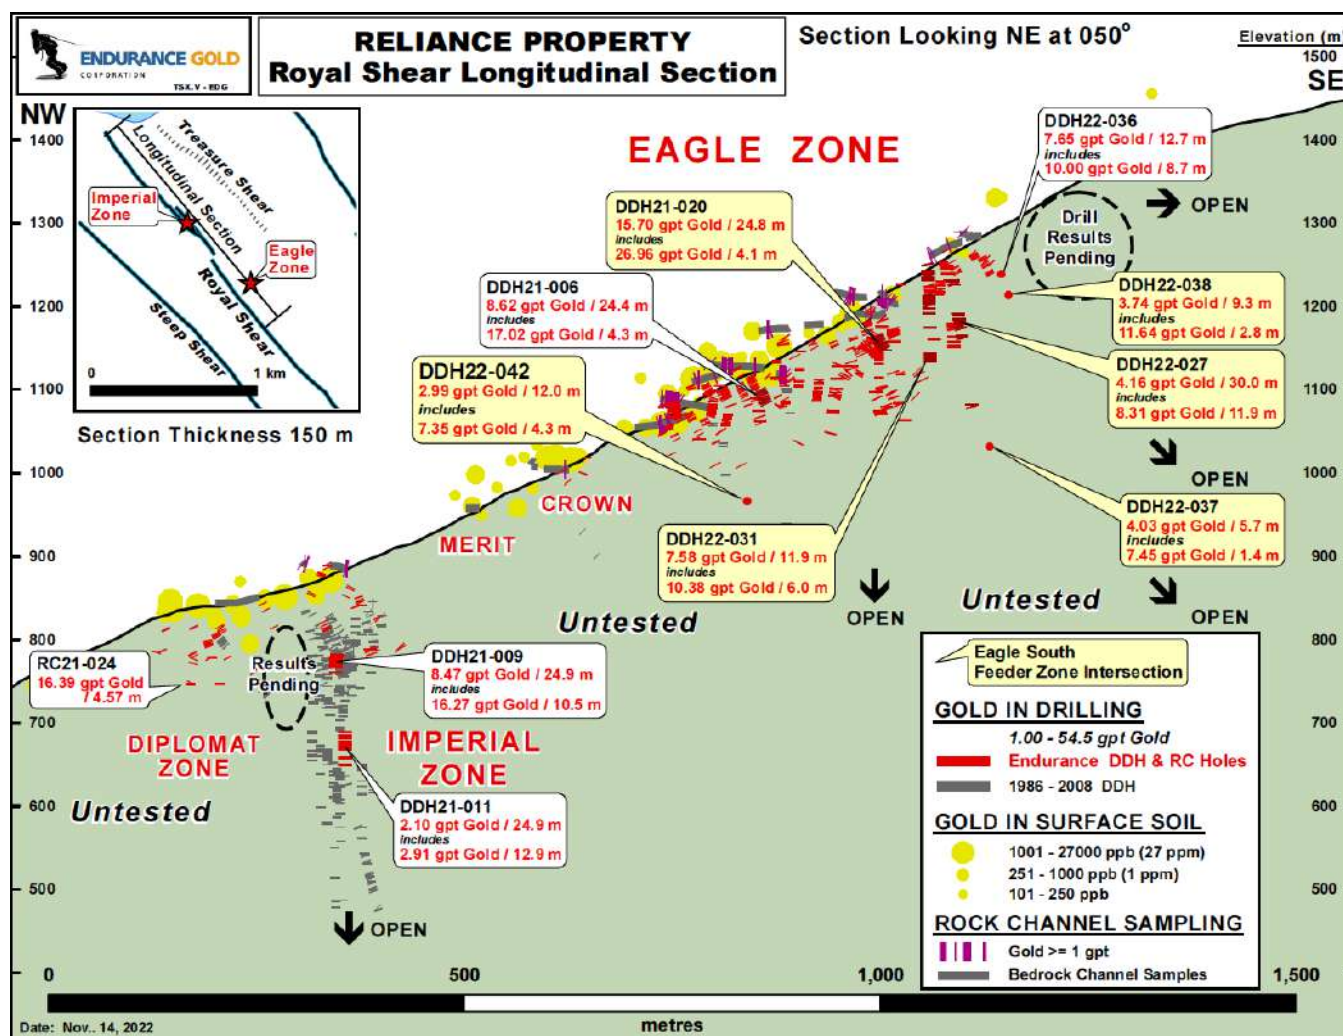 ENDURANCE GOLD
CORPORATION
TSX.V - EDG
RELIANCE PROPERTY
Royal Shear Longitudinal Section
Section Looking NE at 050°
Elevation (m)
1500
SE
NW
1400
1300
1200
1100
1000
900
800
700
600
500
1400
1300
1200
1100
1000
900
800
700
600
500
Treasure Shear
Longitudinal Section
Imperial
Zone
Eagle
Zone
Royal Shear
Steep Shear
0
1 km
Section Thickness 150 m
EAGLE ZONE
DDH22-036
7.65 gpt Gold / 12.7 m
includes
10.00 gpt Gold / 8.7 m
OPEN
Drill
Results
Pending
DDH21-020
15.70 gpt Gold / 24.8 m
includes
26.96 gpt Gold / 4.1 m
DDH21-006
8.62 gpt Gold / 24.4 m
includes
17.02 gpt Gold / 4.3 m
DDH22-038
3.74 gpt Gold / 9.3 m
includes
11.64 gpt Gold / 2.8 m
DDH22-042
2.99 gpt Gold / 12.0 m
includes
7.35 gpt Gold / 4.3 m
DDH22-027
4.16 gpt Gold / 30.0 m
includes
8.31 gpt Gold / 11.9 m
OPEN
CROWN
MERIT
DDH22-031
7.58 gpt Gold / 11.9 m
includes
10.38 gpt Gold / 6.0 m
DDH22-037
4.03 gpt Gold / 5.7 m
includes
7.45 gpt Gold / 1.4 m
OPEN
OPEN
Untested
Untested
RC21-024
16.39 gpt Gold
/ 4.57 m
Results
Pending
DDH21-009
8.47 gpt Gold / 24.9 m
includes
16.27 gpt Gold / 10.5 m
DIPLOMAT
ZONE
IMPERIAL
ZONE
Untested
DDH21-011
2.10 gpt Gold / 24.9 m
includes
2.91 gpt Gold / 12.9 m
OPEN
Eagle South
Feeder Zone Intersection
GOLD IN DRILLING
1.00 - 54.5 gpt Gold
Endurance DDH & RC Holes
1986 - 2008 DDH
GOLD IN SURFACE SOIL
1001 - 27000 ppb (27 ppm)
251 - 1000 ppb (1 ppm)
101 - 250 ppb
ROCK CHANNEL SAMPLING
Gold >= 1 gpt
Bedrock Channel Samples
0
500
1,000
1,500
metres
Date: Nov.. 14, 2022